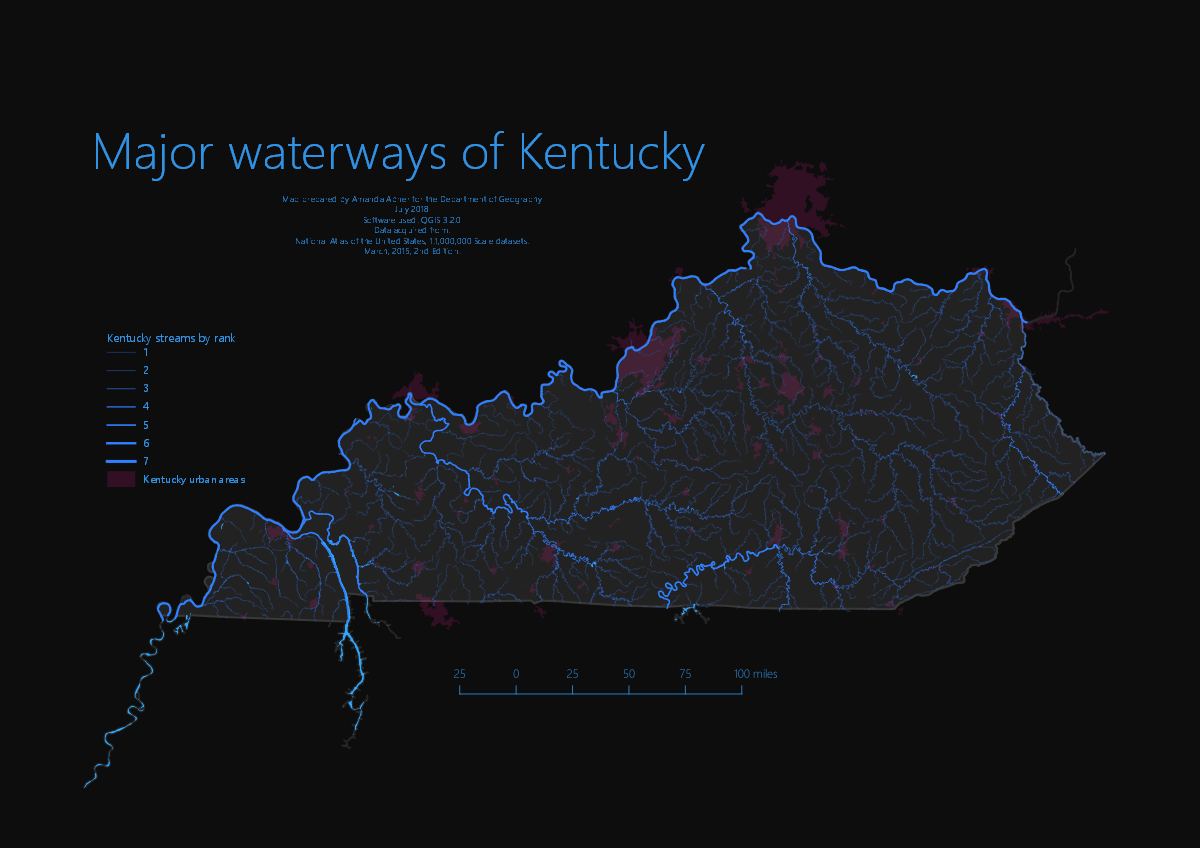 Major waterways of Kentucky
Map prepared by Amanda Acher for the Department of Geography
July 2018
Software used: QGIS 3.2.0
Data acquired from:
National Atlas of the United States, 1:1,000,000 Scale datasets.
March, 2015, 2nd Edition.
Kentucky streams by rank
1
2
3
4
5
6
7
Kentucky urban areas
25 0 25 50 75 100 miles